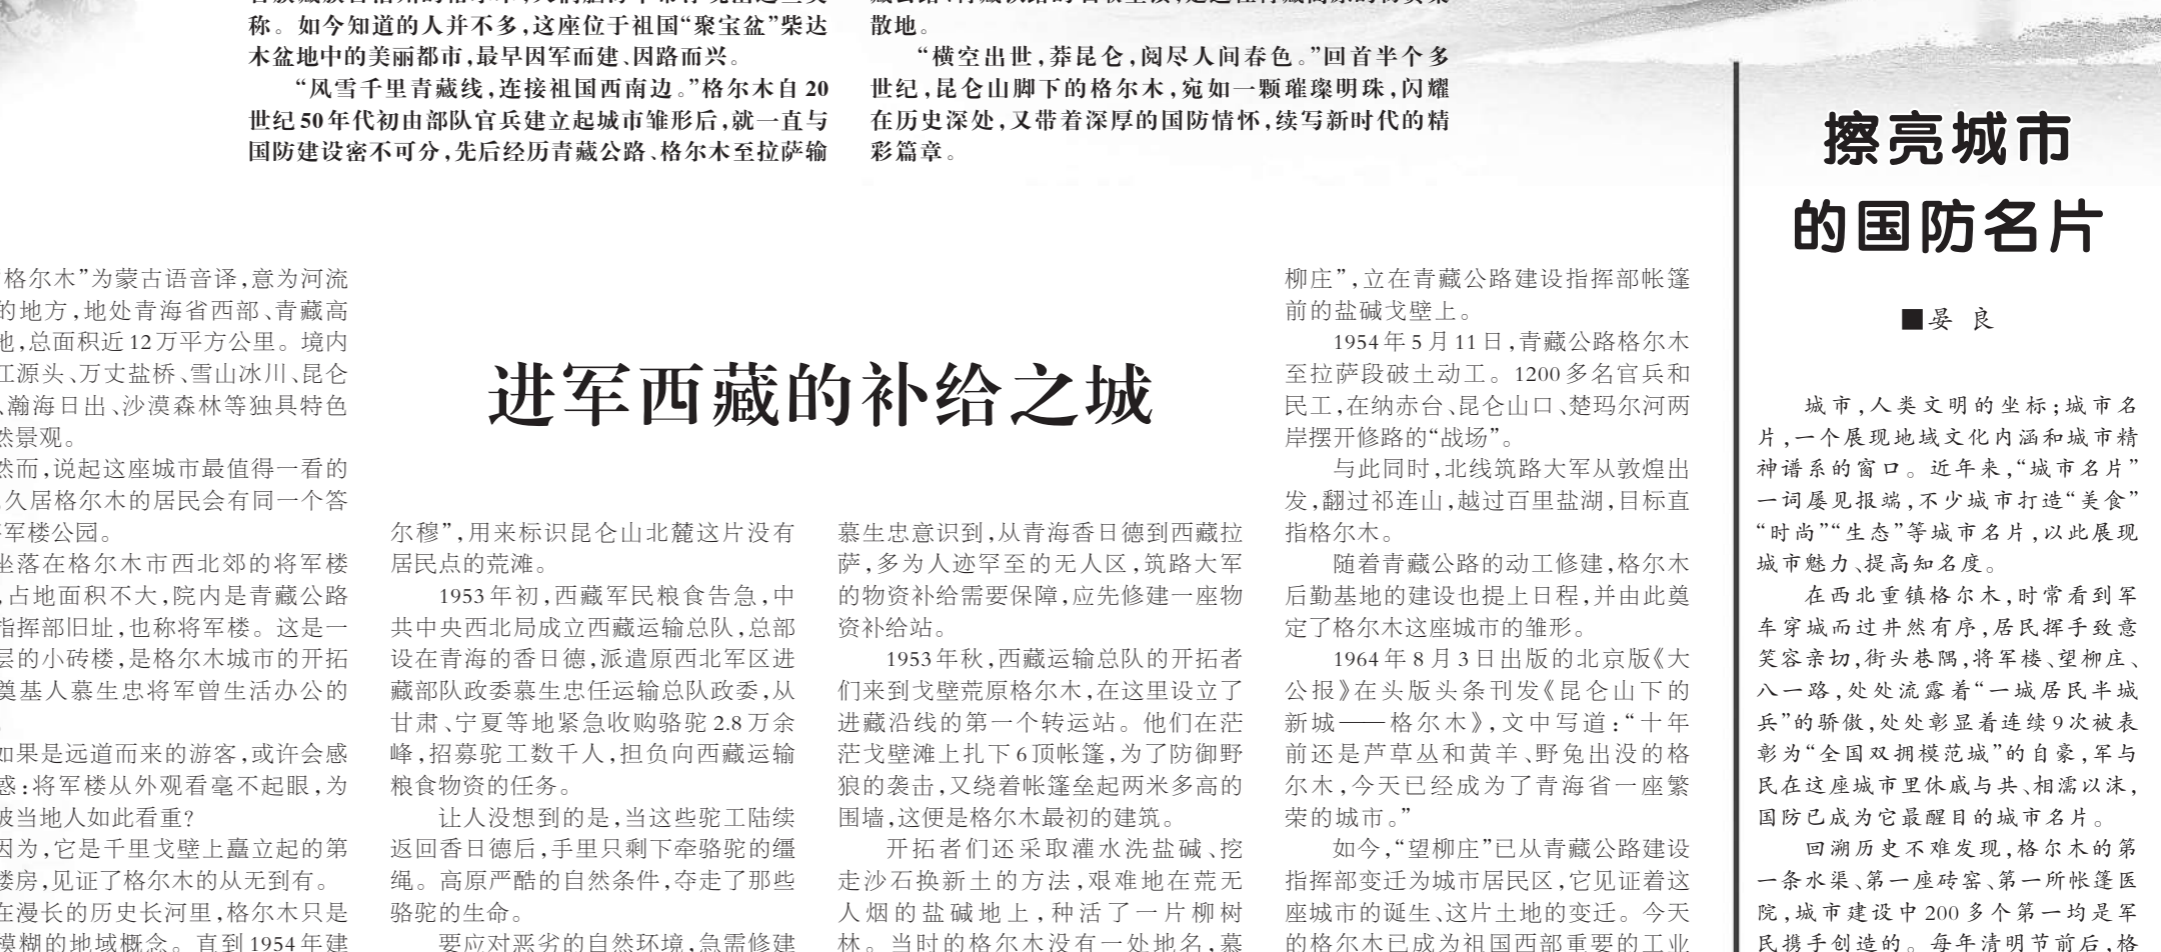 称。如今知道的人并不多,这座位于祖国“聚宝盆”柴达
木盆地中的美丽都市,最早因军而建、因路而兴。
“风雪千里青藏线,连接祖国西南边。”格尔木自20
世纪50年代初由部队官兵建立起城市雏形后,就一直与
国防建设密不可分,先后经历青藏公路、格尔木至拉萨输
散地。
“横空出世,莽昆仑,阅尽人间春色。”回首半个多
世纪,昆仑山脚下的格尔木,宛如一颗璀璨明珠,闪耀
在历史深处,又带着深厚的国防情怀,续写新时代的精
彩篇章。
格尔木”为蒙古语音译,意为河流
的地方,地处青海省西部、青藏高
地,总面积近12万平方公里。境内
江源头、万丈盐桥、雪山冰川、昆仑
、瀚海日出、沙漠森林等独具特色
然景观。
然而,说起这座城市最值得一看的
,久居格尔木的居民会有同一个答
军楼公园。
坐落在格尔木市西北郊的将军楼
,占地面积不大,院内是青藏公路
指挥部旧址,也称将军楼。这是一
层的小砖楼,是格尔木城市的开拓
奠基人慕生忠将军曾生活办公的
如果是远道而来的游客,或许会感
惑:将军楼从外观看毫不起眼,为
被当地人如此看重?
因为,它是千里戈壁上矗立起的第
楼房,见证了格尔木的从无到有。
在漫长的历史长河里,格尔木只是
模糊的地域概念。直到1954年建
进军西藏的补给之城
尔穆”,用来标识昆仑山北麓这片没有
居民点的荒滩。
1953年初,西藏军民粮食告急,中
共中央西北局成立西藏运输总队,总部
设在青海的香日德,派遣原西北军区进
藏部队政委慕生忠任运输总队政委,从
甘肃、宁夏等地紧急收购骆驼2.8万余
峰,招募驼工数千人,担负向西藏运输
粮食物资的任务。
让人没想到的是,当这些驼工陆续
返回香日德后,手里只剩下牵骆驼的缰
绳。高原严酷的自然条件,夺走了那些
骆驼的生命。
要应对恶劣的自然环境,急需修建
慕生忠意识到,从青海香日德到西藏拉
萨,多为人迹罕至的无人区,筑路大军
的物资补给需要保障,应先修建一座物
资补给站。
1953年秋,西藏运输总队的开拓者
们来到戈壁荒原格尔木,在这里设立了
进藏沿线的第一个转运站。他们在茫
茫戈壁滩上扎下6顶帐篷,为了防御野
狼的袭击,又绕着帐篷垒起两米多高的
围墙,这便是格尔木最初的建筑。
开拓者们还采取灌水洗盐碱、挖
走沙石换新土的方法,艰难地在荒无
人烟的盐碱地上,种活了一片柳树
林。当时的格尔木没有一处地名,慕
柳庄”,立在青藏公路建设指挥部帐篷
前的盐碱戈壁上。
1954年5月11日,青藏公路格尔木
至拉萨段破土动工。1200多名官兵和
民工,在纳赤台、昆仑山口、楚玛尔河两
岸摆开修路的“战场”。
与此同时,北线筑路大军从敦煌出
发,翻过祁连山,越过百里盐湖,目标直
指格尔木。
随着青藏公路的动工修建,格尔木
后勤基地的建设也提上日程,并由此奠
定了格尔木这座城市的雏形。
1964年8月3日出版的北京版《大
公报》在头版头条刊发《昆仑山下的
新城——格尔木》,文中写道:“十年
前还是芦草丛和黄羊、野兔出没的格
尔木,今天已经成为了青海省一座繁
荣的城市。”
如今,“望柳庄”已从青藏公路建设
指挥部变迁为城市居民区,它见证着这
座城市的诞生、这片土地的变迁。今天
的格尔木已成为祖国西部重要的工业
擦亮城市
的国防名片
■晏 良
城市,人类文明的坐标;城市名
片,一个展现地域文化内涵和城市精
神谱系的窗口。近年来,“城市名片”
一词屡见报端,不少城市打造“美食”
“时尚”“生态”等城市名片,以此展现
城市魅力、提高知名度。
在西北重镇格尔木,时常看到军
车穿城而过井然有序,居民挥手致意
笑容亲切,街头巷隅,将军楼、望柳庄、
八一路,处处流露着“一城居民半城
兵”的骄傲,处处彰显着连续9次被表
彰为“全国双拥模范城”的自豪,军与
民在这座城市里休戚与共、相濡以沫,
国防已成为它最醒目的城市名片。
回溯历史不难发现,格尔木的第
一条水渠、第一座砖窑、第一所帐篷医
院,城市建设中200多个第一均是军
民携手创造的。每年清明节前后,格